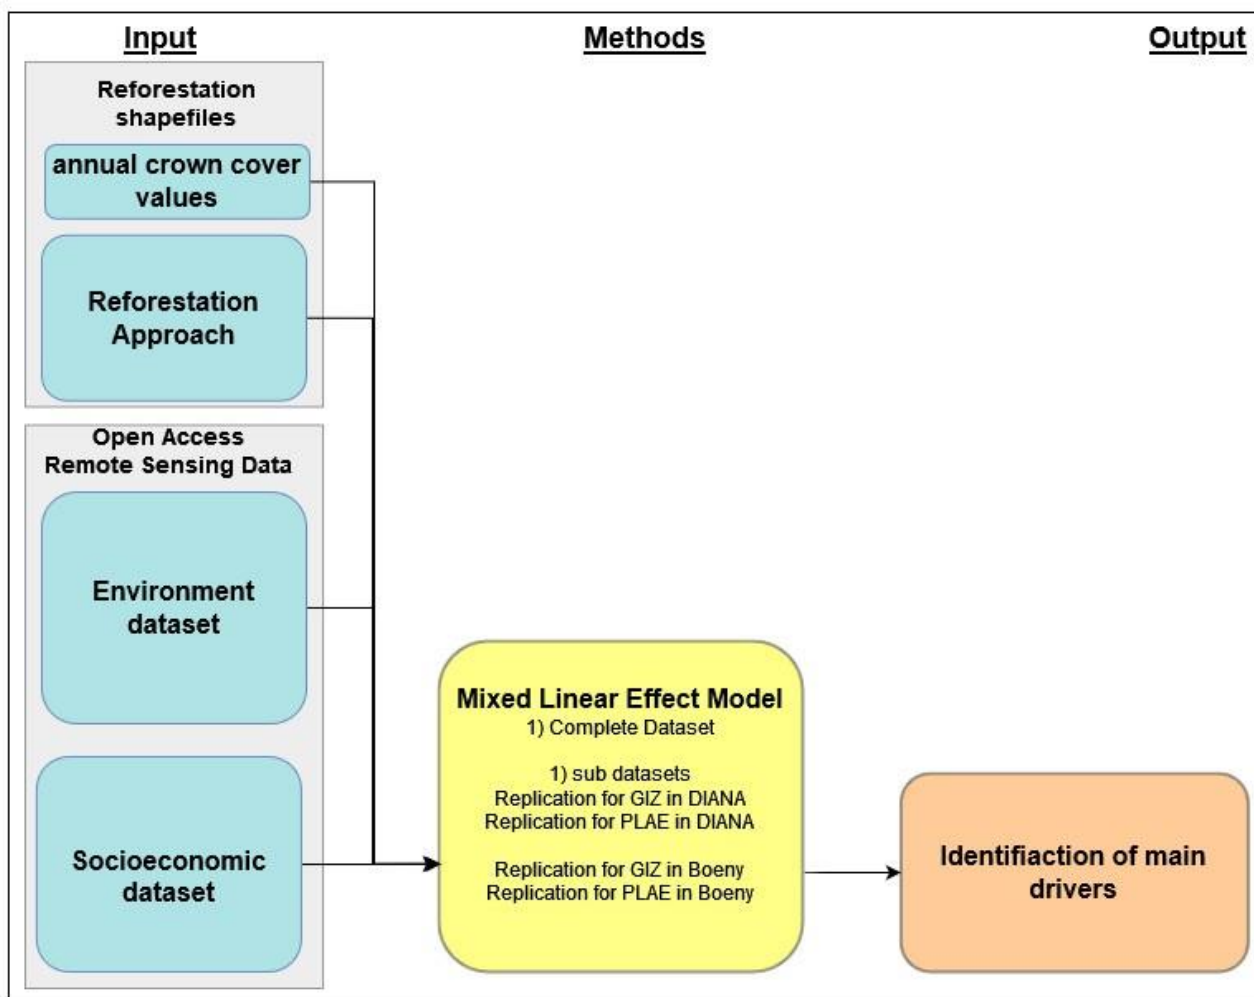 Input
Methods
Output
Reforestation
shapefiles
annual crown cover
values
Reforestation
Approach
Open Access
Remote Sensing Data
Environment
dataset
Socioeconomic
dataset
Mixed Linear Effect Model
1) Complete Dataset
1) sub datasets
Replication for GIZ in DIANA
Replication for PLAE in DIANA
Replication for GIZ in Boeny
Replication for PLAE in Boeny
Identifiaction of main
drivers